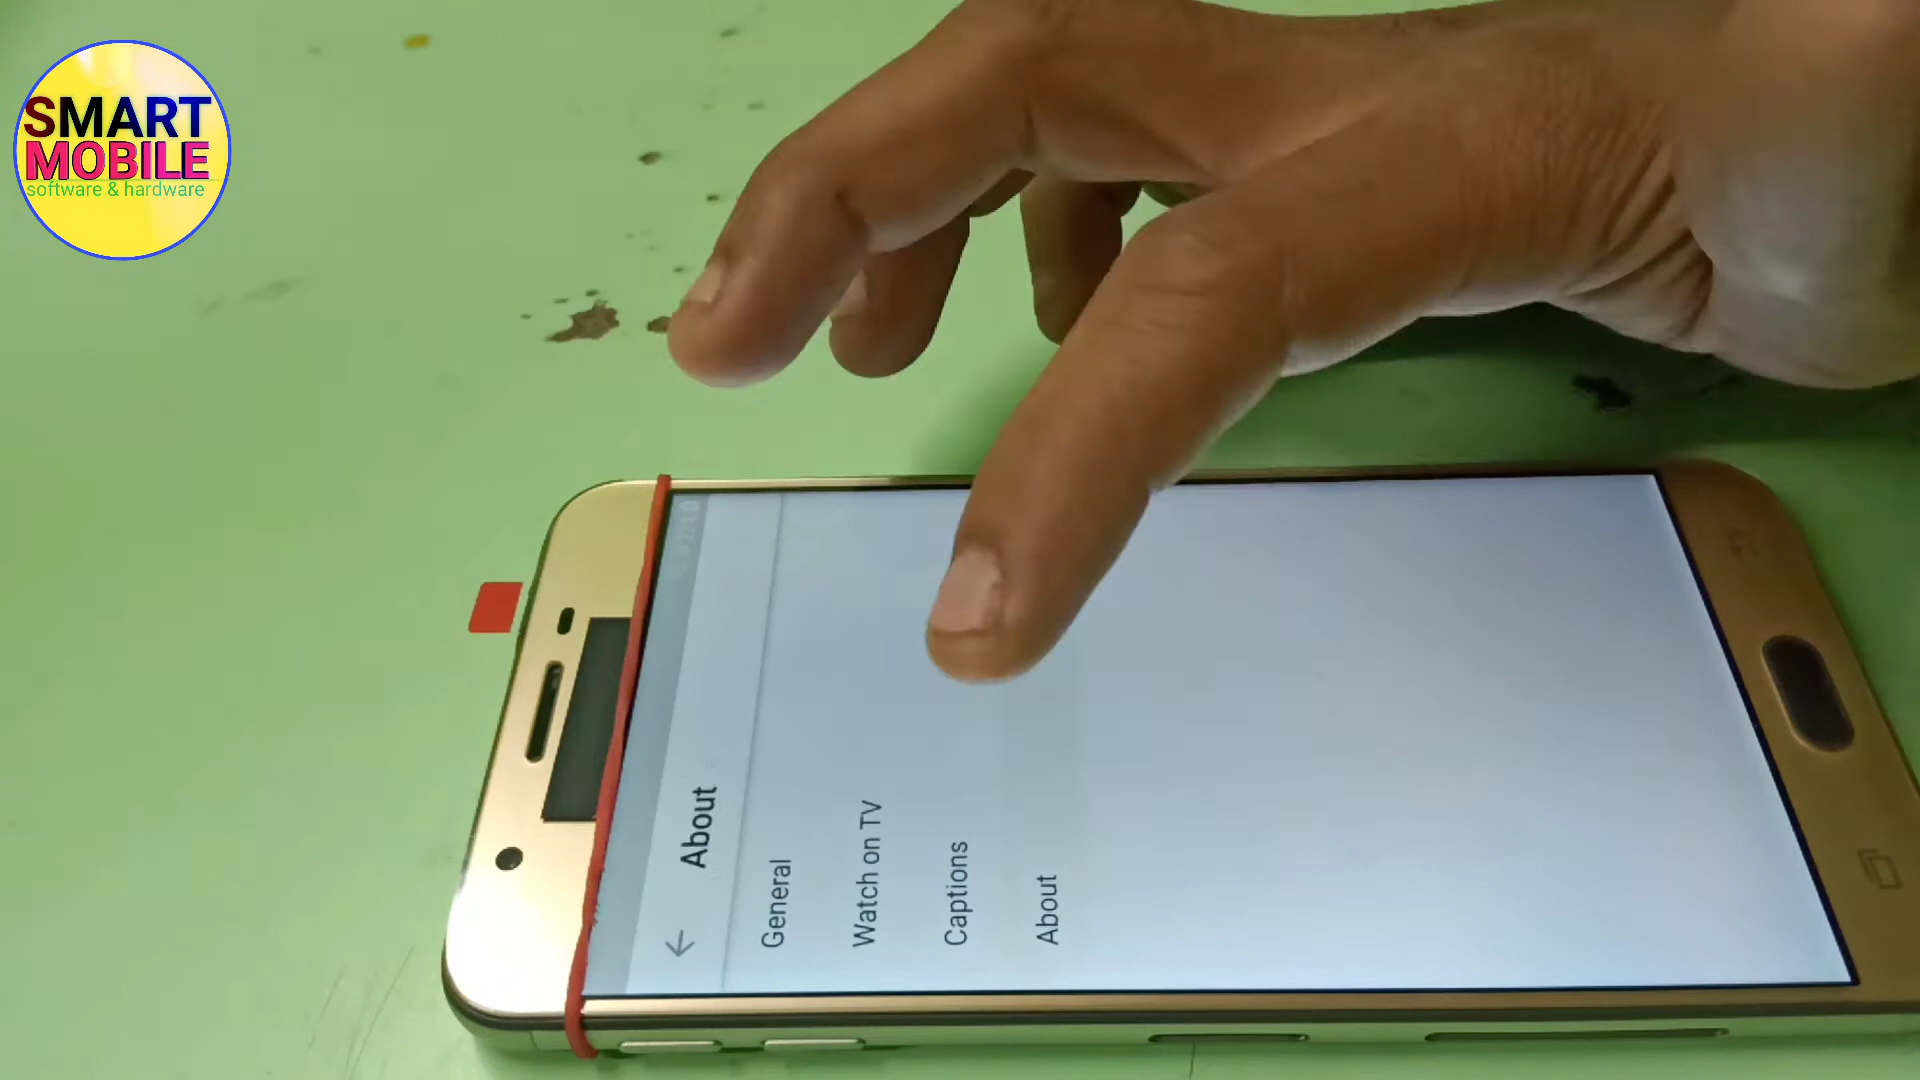 SMART
MOBILE
software & hardware
About
General
Watch on TV
Captions
About